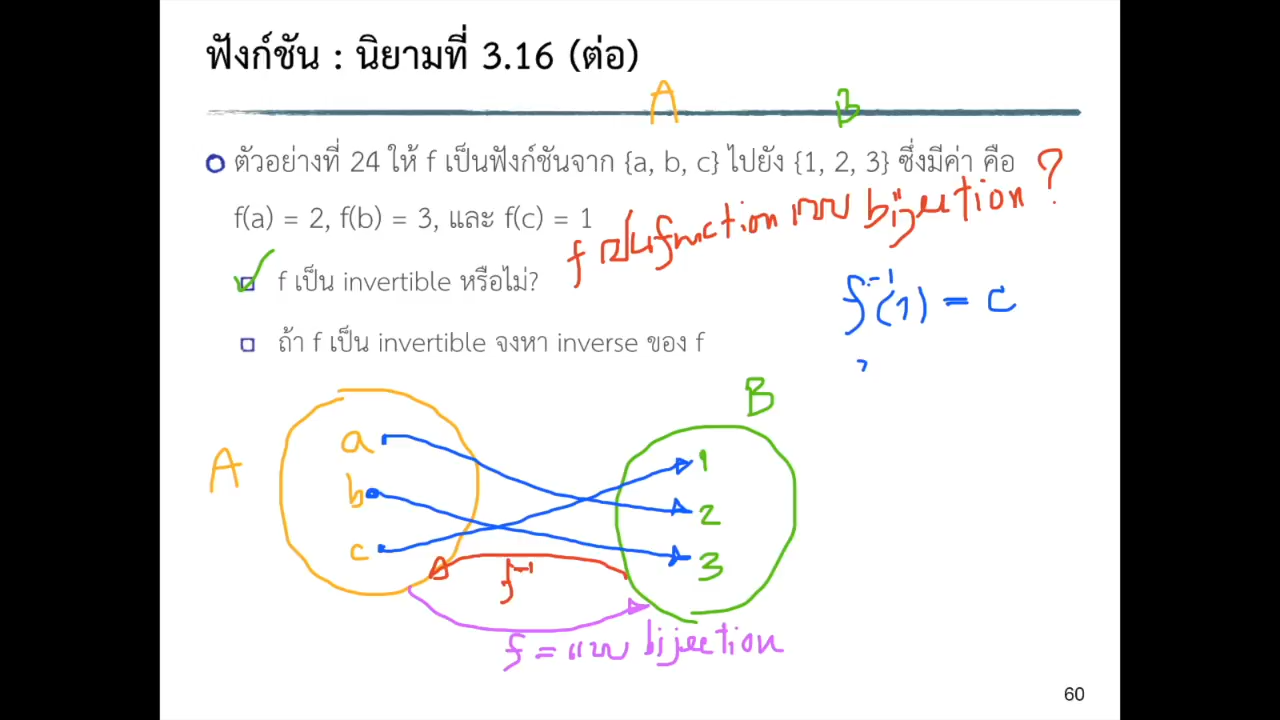 ฟังก์ชัน : นิยามที่ 3.16 (ต่อ)
A B
ตัวอย่างที่ 24 ให้ f เป็นฟังก์ชันจาก {a, b, c} ไปยัง {1, 2, 3} ซึ่งมีค่า คือ
f(a) = 2, f(b) = 3, และ f(c) = 1
f เป็น function แบบ bijection ?
f เป็น invertible หรือไม่?
f⁻¹(1) = c
ถ้า f เป็น invertible จงหา inverse ของ f
A
B
a
b
c
1
2
3
f⁻¹
f = แบบ bijection
60